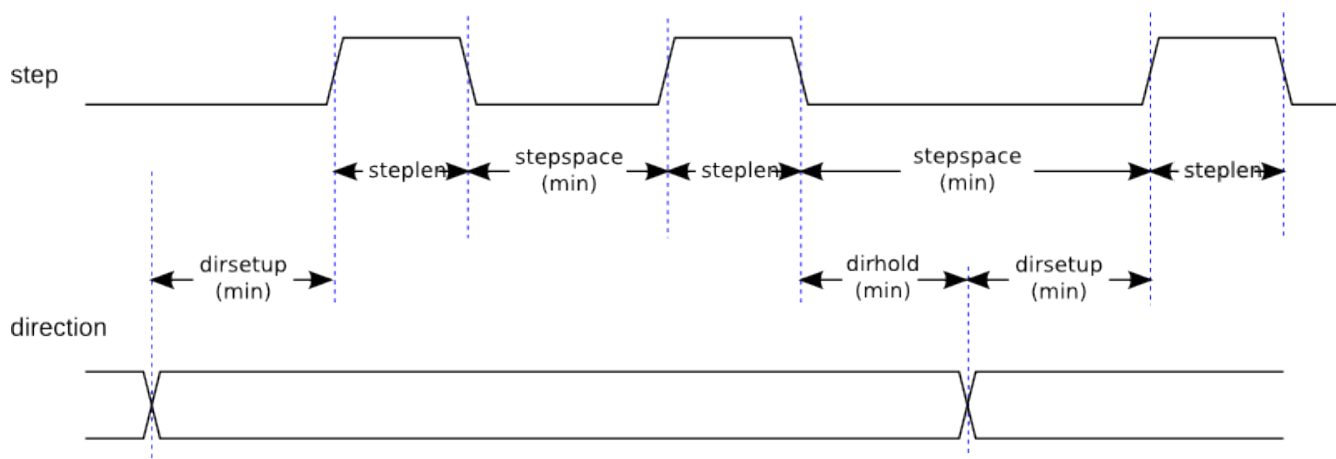 step
steplen
stepspace
(min)
steplen
stepspace
(min)
steplen
dirsetup
(min)
dirhold
(min)
dirsetup
(min)
direction